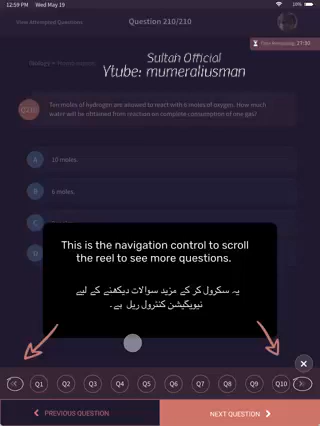 12:59 PM Wed May 19
14%
View Attempted Questions
Question 210/210
Time Remaining: 27:30
Sultah Official
Ytube: mumeraliusman
Biology •
Q210
Ten moles of hydrogen are allowed to react with 6 moles of oxygen. How much
water will be obtained from reaction on complete consumption of one gas?
A
10 moles.
B
6 moles.
C
D
This is the navigation control to scroll
the reel to see more questions.
یہ سکرول کر کے مزید سوالات دیکھنے کے لیے
نیویگیشن کنٹرول ریل ہے۔
Q1 Q2 Q3 Q4 Q5 Q6 Q7 Q8 Q9 Q10
PREVIOUS QUESTION
NEXT QUESTION